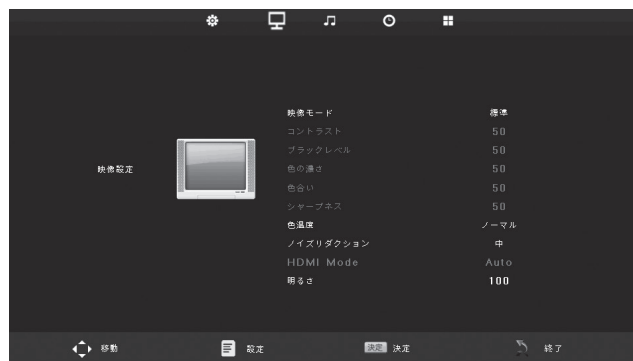 映像設定
映像モード 標準
コントラスト 50
ブラックレベル 50
色の濃さ 50
色合い 50
シャープネス 50
色温度 ノーマル
ノイズリダクション 中
HDMI Mode Auto
明るさ 100
移動 設定 決定 決定 終了